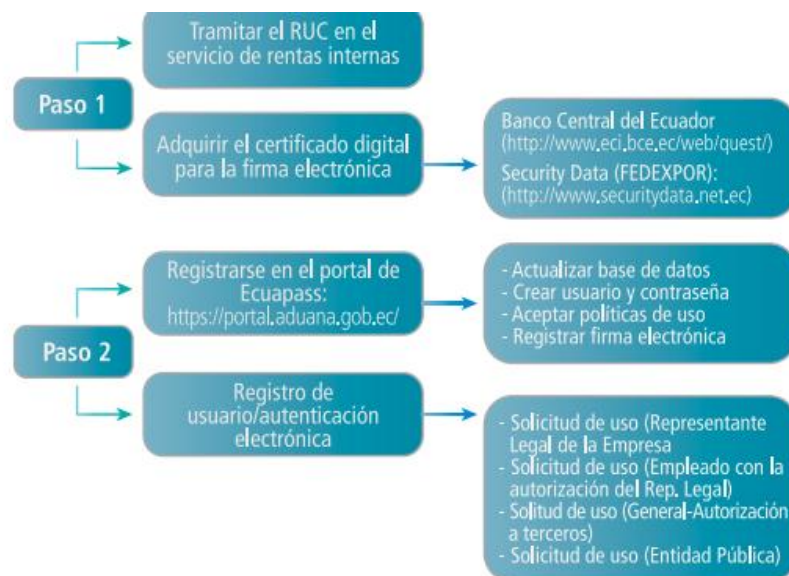 Tramitar el RUC en el
servicio de rentas internas
Paso 1
Adquirir el certificado digital
para la firma electrónica
Banco Central del Ecuador
(http://www.eci.bce.ec/web/quest/)
Security Data (FEDEXPOR):
(http://www.securitydata.net.ec)
Registrarse en el portal de
Ecuapass:
https://portal.aduana.gob.ec/
- Actualizar base de datos
- Crear usuario y contraseña
- Aceptar políticas de uso
- Registrar firma electrónica
Paso 2
Registro de
usuario/autenticación
electrónica
- Solicitud de uso (Representante
Legal de la Empresa
- Solicitud de uso (Empleado con la
autorización del Rep. Legal)
- Solitud de uso (General-Autorización
a terceros)
- Solicitud de uso (Entidad Pública)